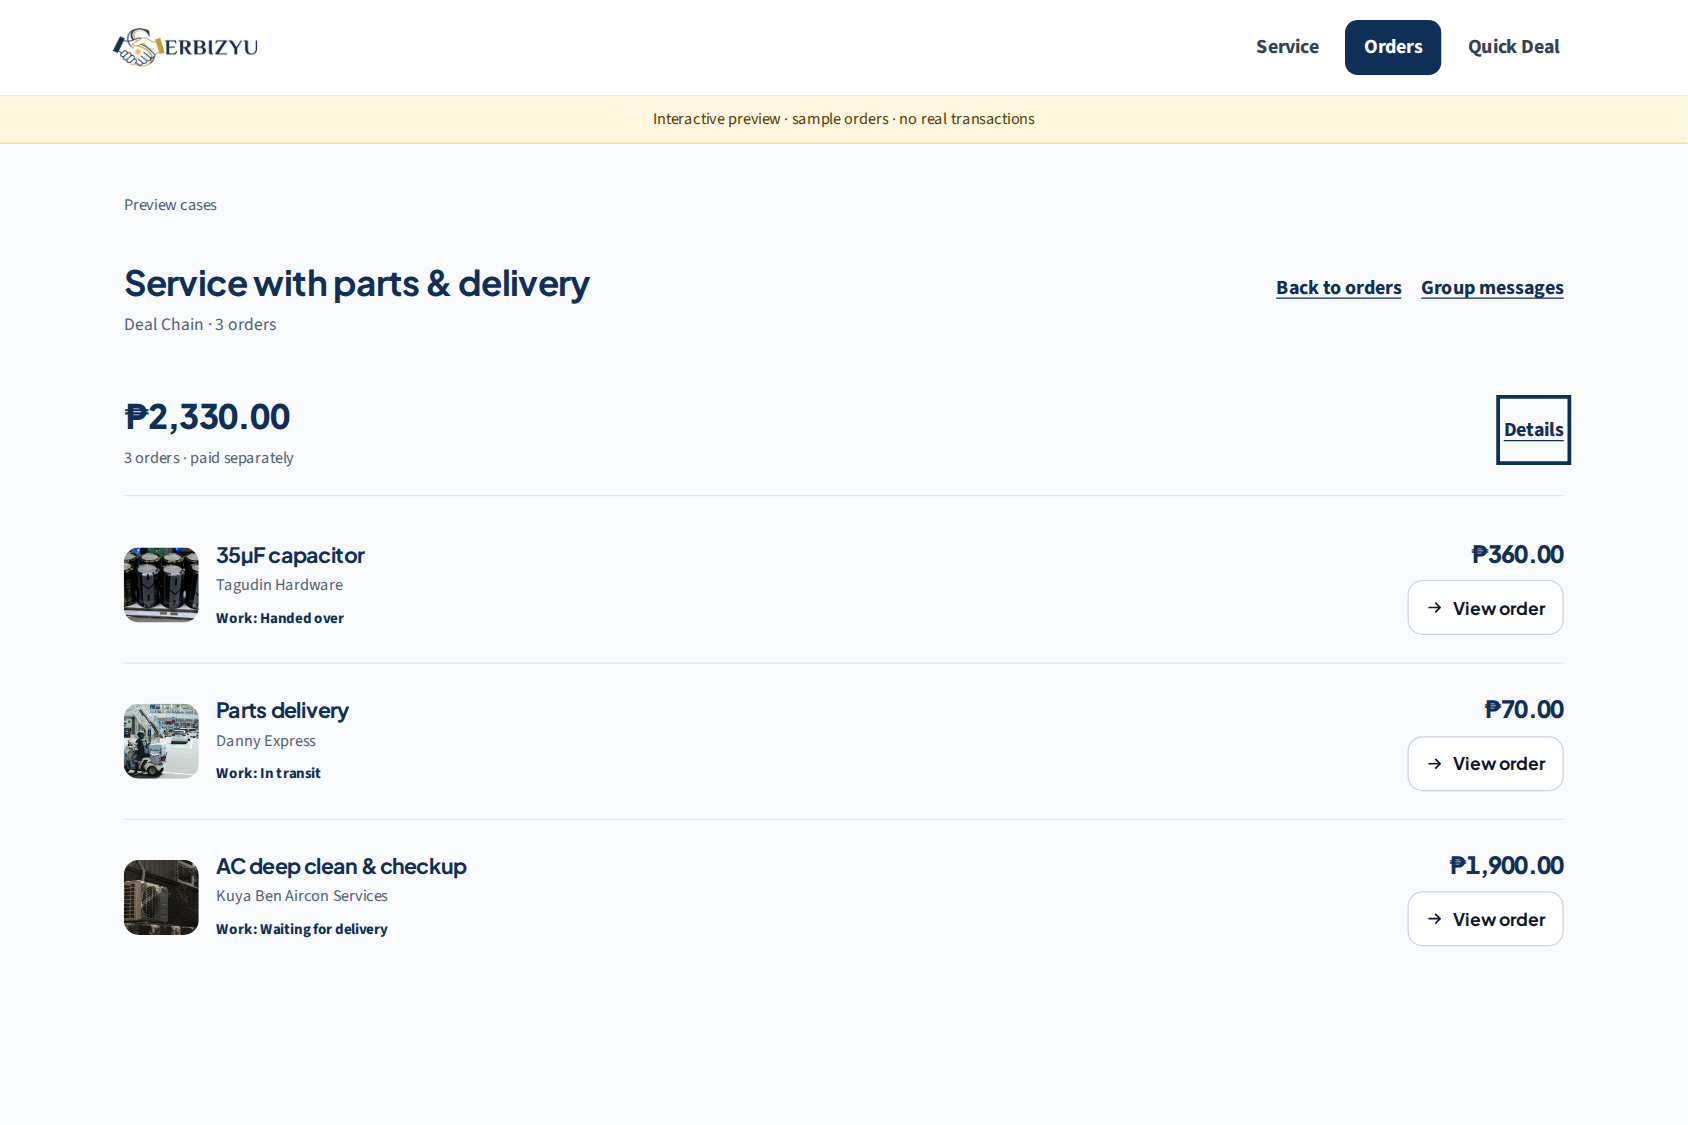 SERBIZYU
Service
Orders
Quick Deal
Interactive preview · sample orders · no real transactions
Preview cases
Service with parts & delivery
Back to orders
Group messages
Deal Chain · 3 orders
₱2,330.00
Details
3 orders · paid separately
35µF capacitor
₱360.00
Tagudin Hardware
→ View order
Work: Handed over
Parts delivery
₱70.00
Danny Express
→ View order
Work: In transit
AC deep clean & checkup
₱1,900.00
Kuya Ben Aircon Services
→ View order
Work: Waiting for delivery